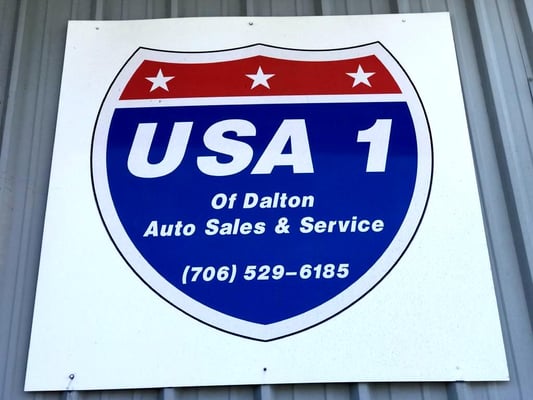 USA 1
Of Dalton
Auto Sales & Service
(706) 529-6185